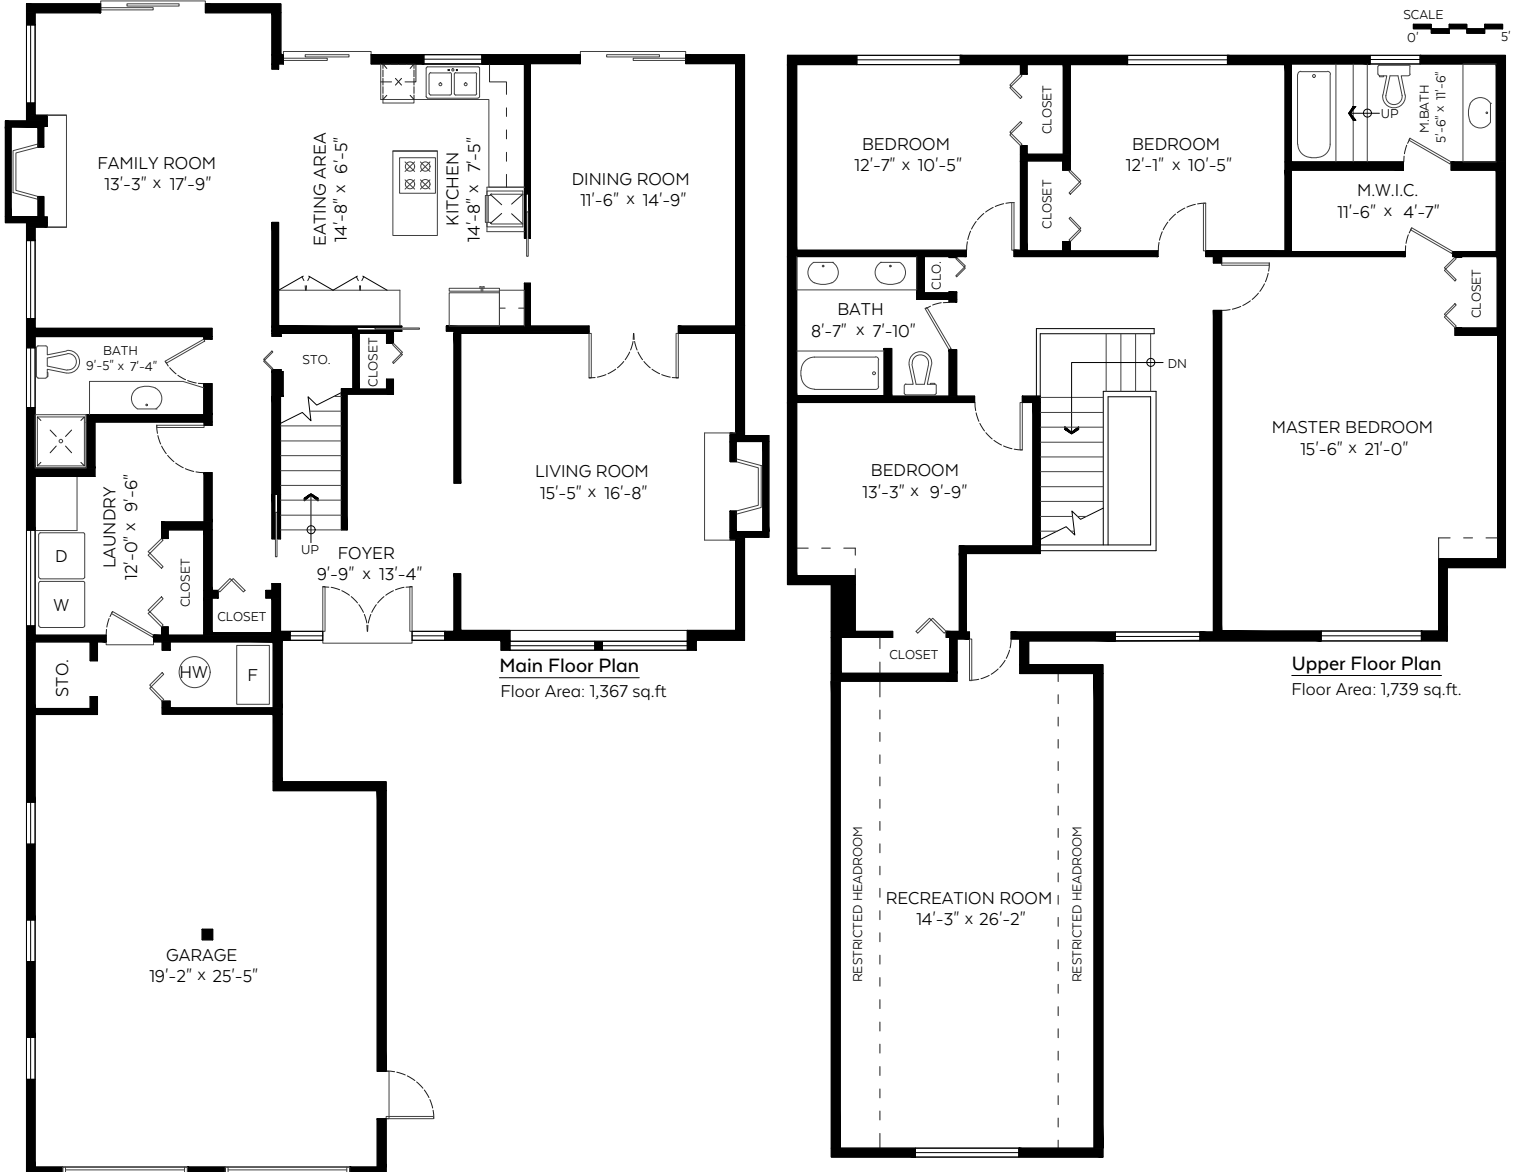 SCALE
0' 5'
FAMILY ROOM
13'-3" x 17'-9"
EATING AREA
14'-8" x 6'-5"
KITCHEN
14'-8" x 7'-5"
DINING ROOM
11'-6" x 14'-9"
BATH
9'-5" x 7'-4"
STO.
CLOSET
LIVING ROOM
15'-5" x 16'-8"
LAUNDRY
12'-0" x 9'-6"
D
W
CLOSET
UP
FOYER
9'-9" x 13'-4"
CLOSET
STO.
HW
F
Main Floor Plan
Floor Area: 1,367 sq.ft
GARAGE
19'-2" x 25'-5"
BEDROOM
12'-7" x 10'-5"
CLOSET
CLOSET
BEDROOM
12'-1" x 10'-5"
UP
M.BATH
5'-6" x 11'-6"
M.W.I.C.
11'-6" x 4'-7"
CLO.
BATH
8'-7" x 7'-10"
CLOSET
DN
MASTER BEDROOM
15'-6" x 21'-0"
BEDROOM
13'-3" x 9'-9"
CLOSET
Upper Floor Plan
Floor Area: 1,739 sq.ft.
RESTRICTED HEADROOM
RECREATION ROOM
14'-3" x 26'-2"
RESTRICTED HEADROOM